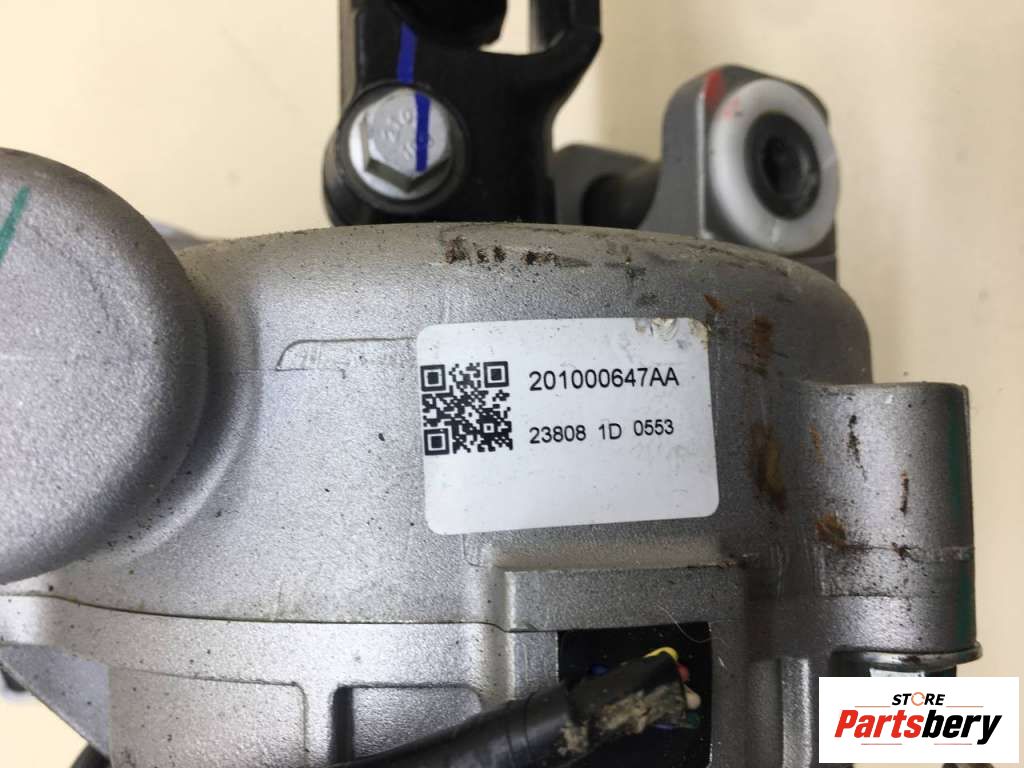 201000647AA
23808 1D 0553
STORE
Partsbery